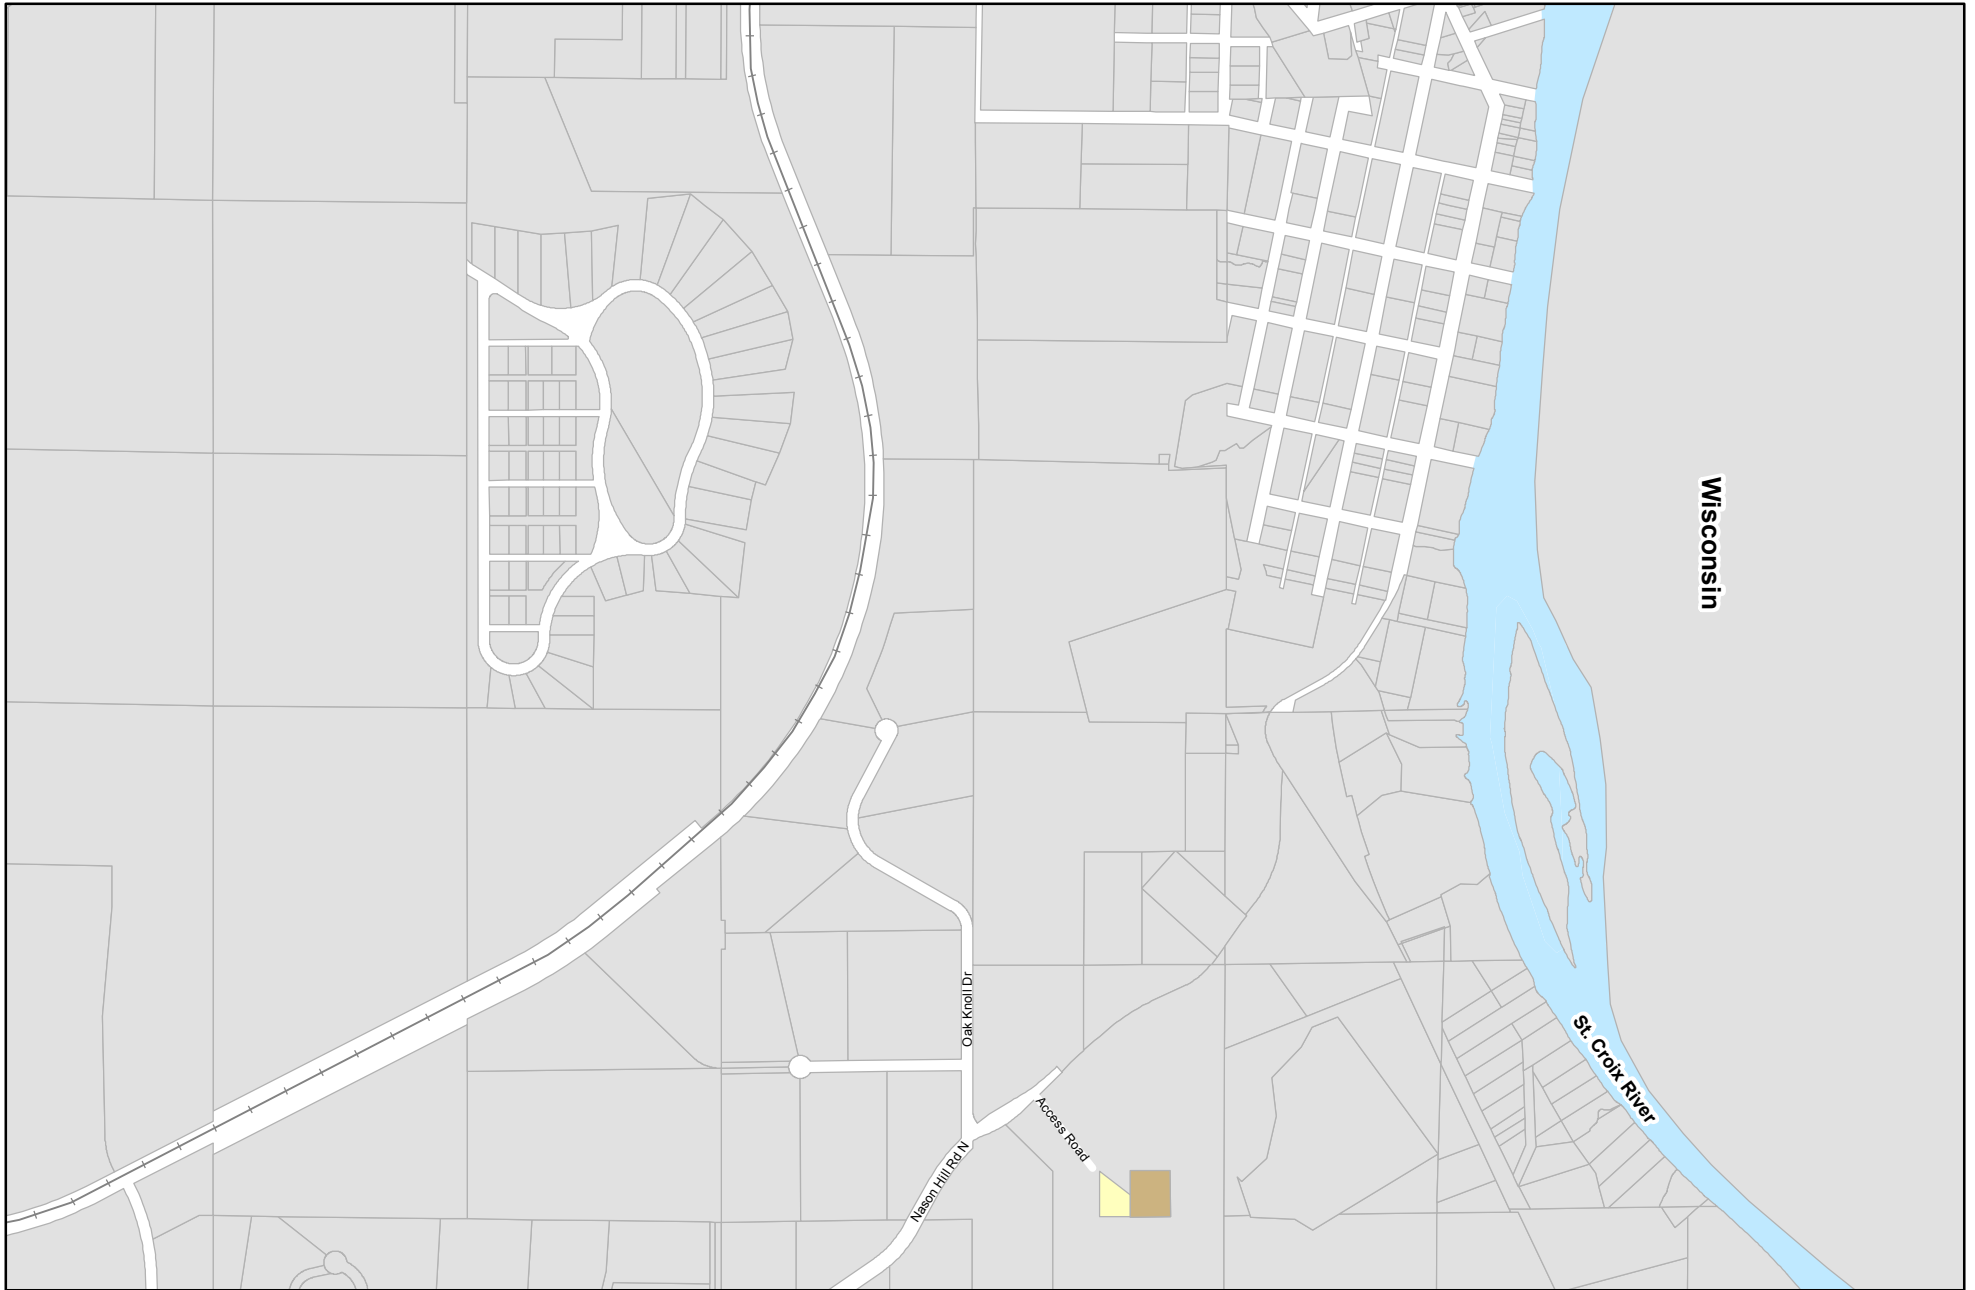 Wisconsin
Oak Knoll Dr
St. Croix River
Access Road
Nason Hill Rd N